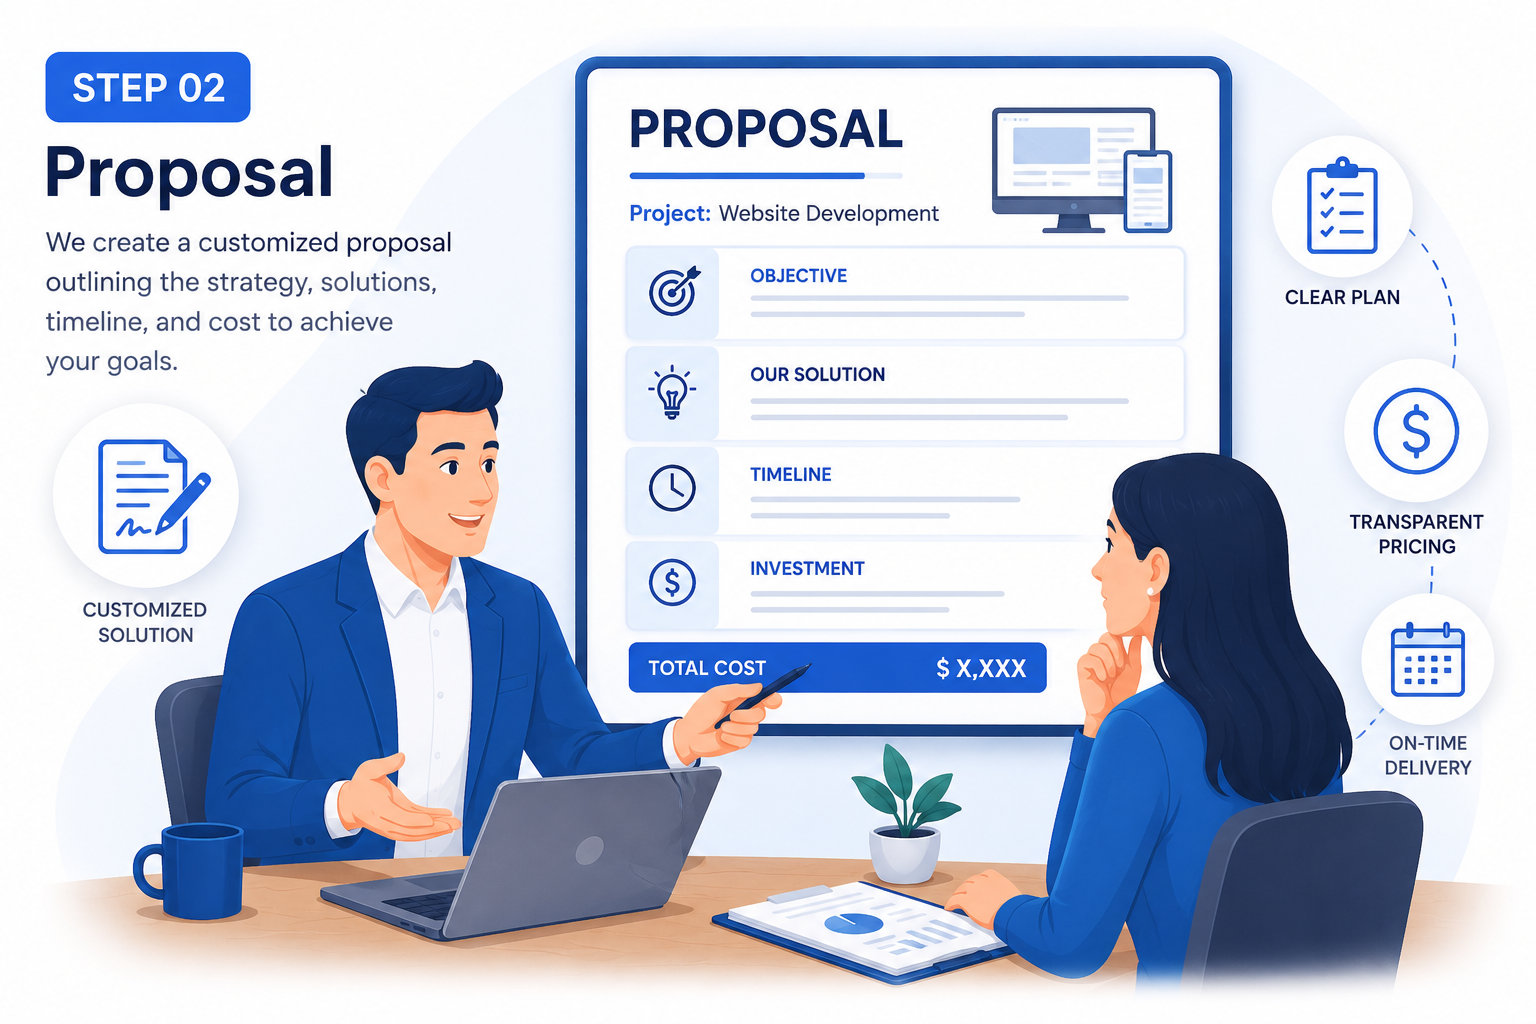 STEP 02
Proposal
We create a customized proposal
outlining the strategy, solutions,
timeline, and cost to achieve
your goals.
CUSTOMIZED
SOLUTION
PROPOSAL
Project: Website Development
OBJECTIVE
OUR SOLUTION
TIMELINE
INVESTMENT
TOTAL COST $ X,XXX
CLEAR PLAN
TRANSPARENT
PRICING
ON-TIME
DELIVERY